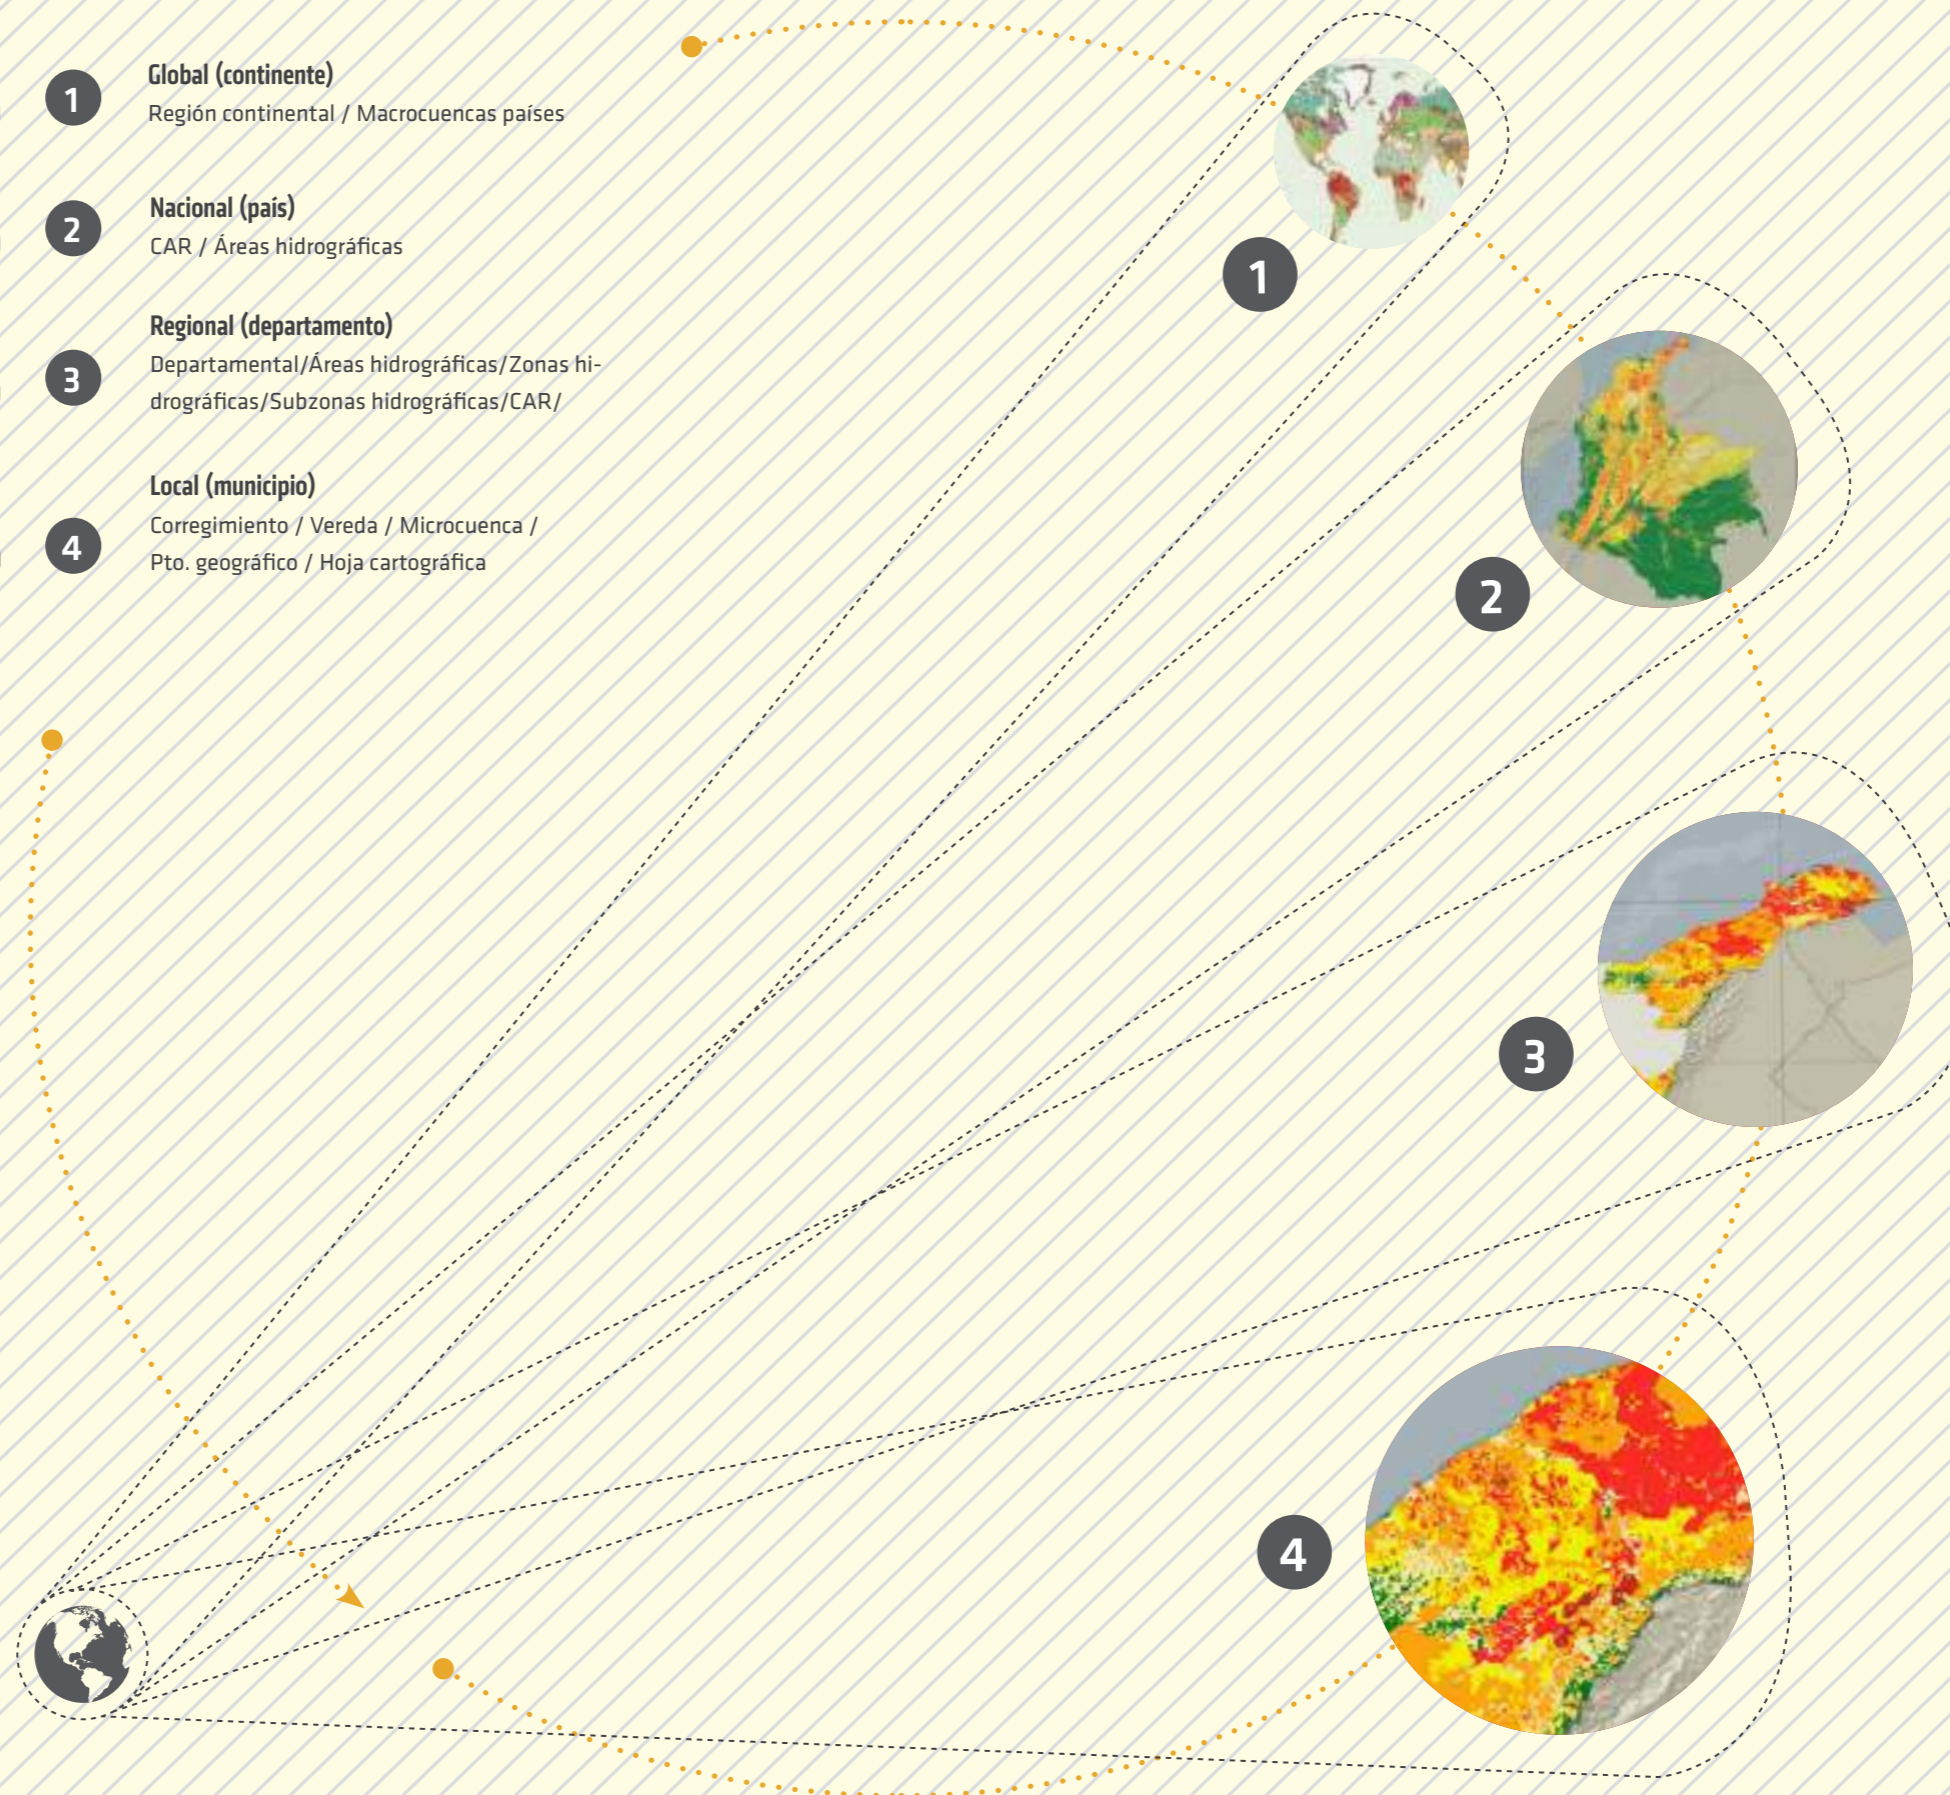 1
Global (continente)
Región continental / Macrocuencas países
2
Nacional (país)
CAR / Áreas hidrográficas
3
Regional (departamento)
Departamental/Áreas hidrográficas/Zonas hi-
drográficas/Subzonas hidrográficas/CAR/
4
Local (municipio)
Corregimiento / Vereda / Microcuenca /
Pto. geográfico / Hoja cartográfica
1
2
3
4